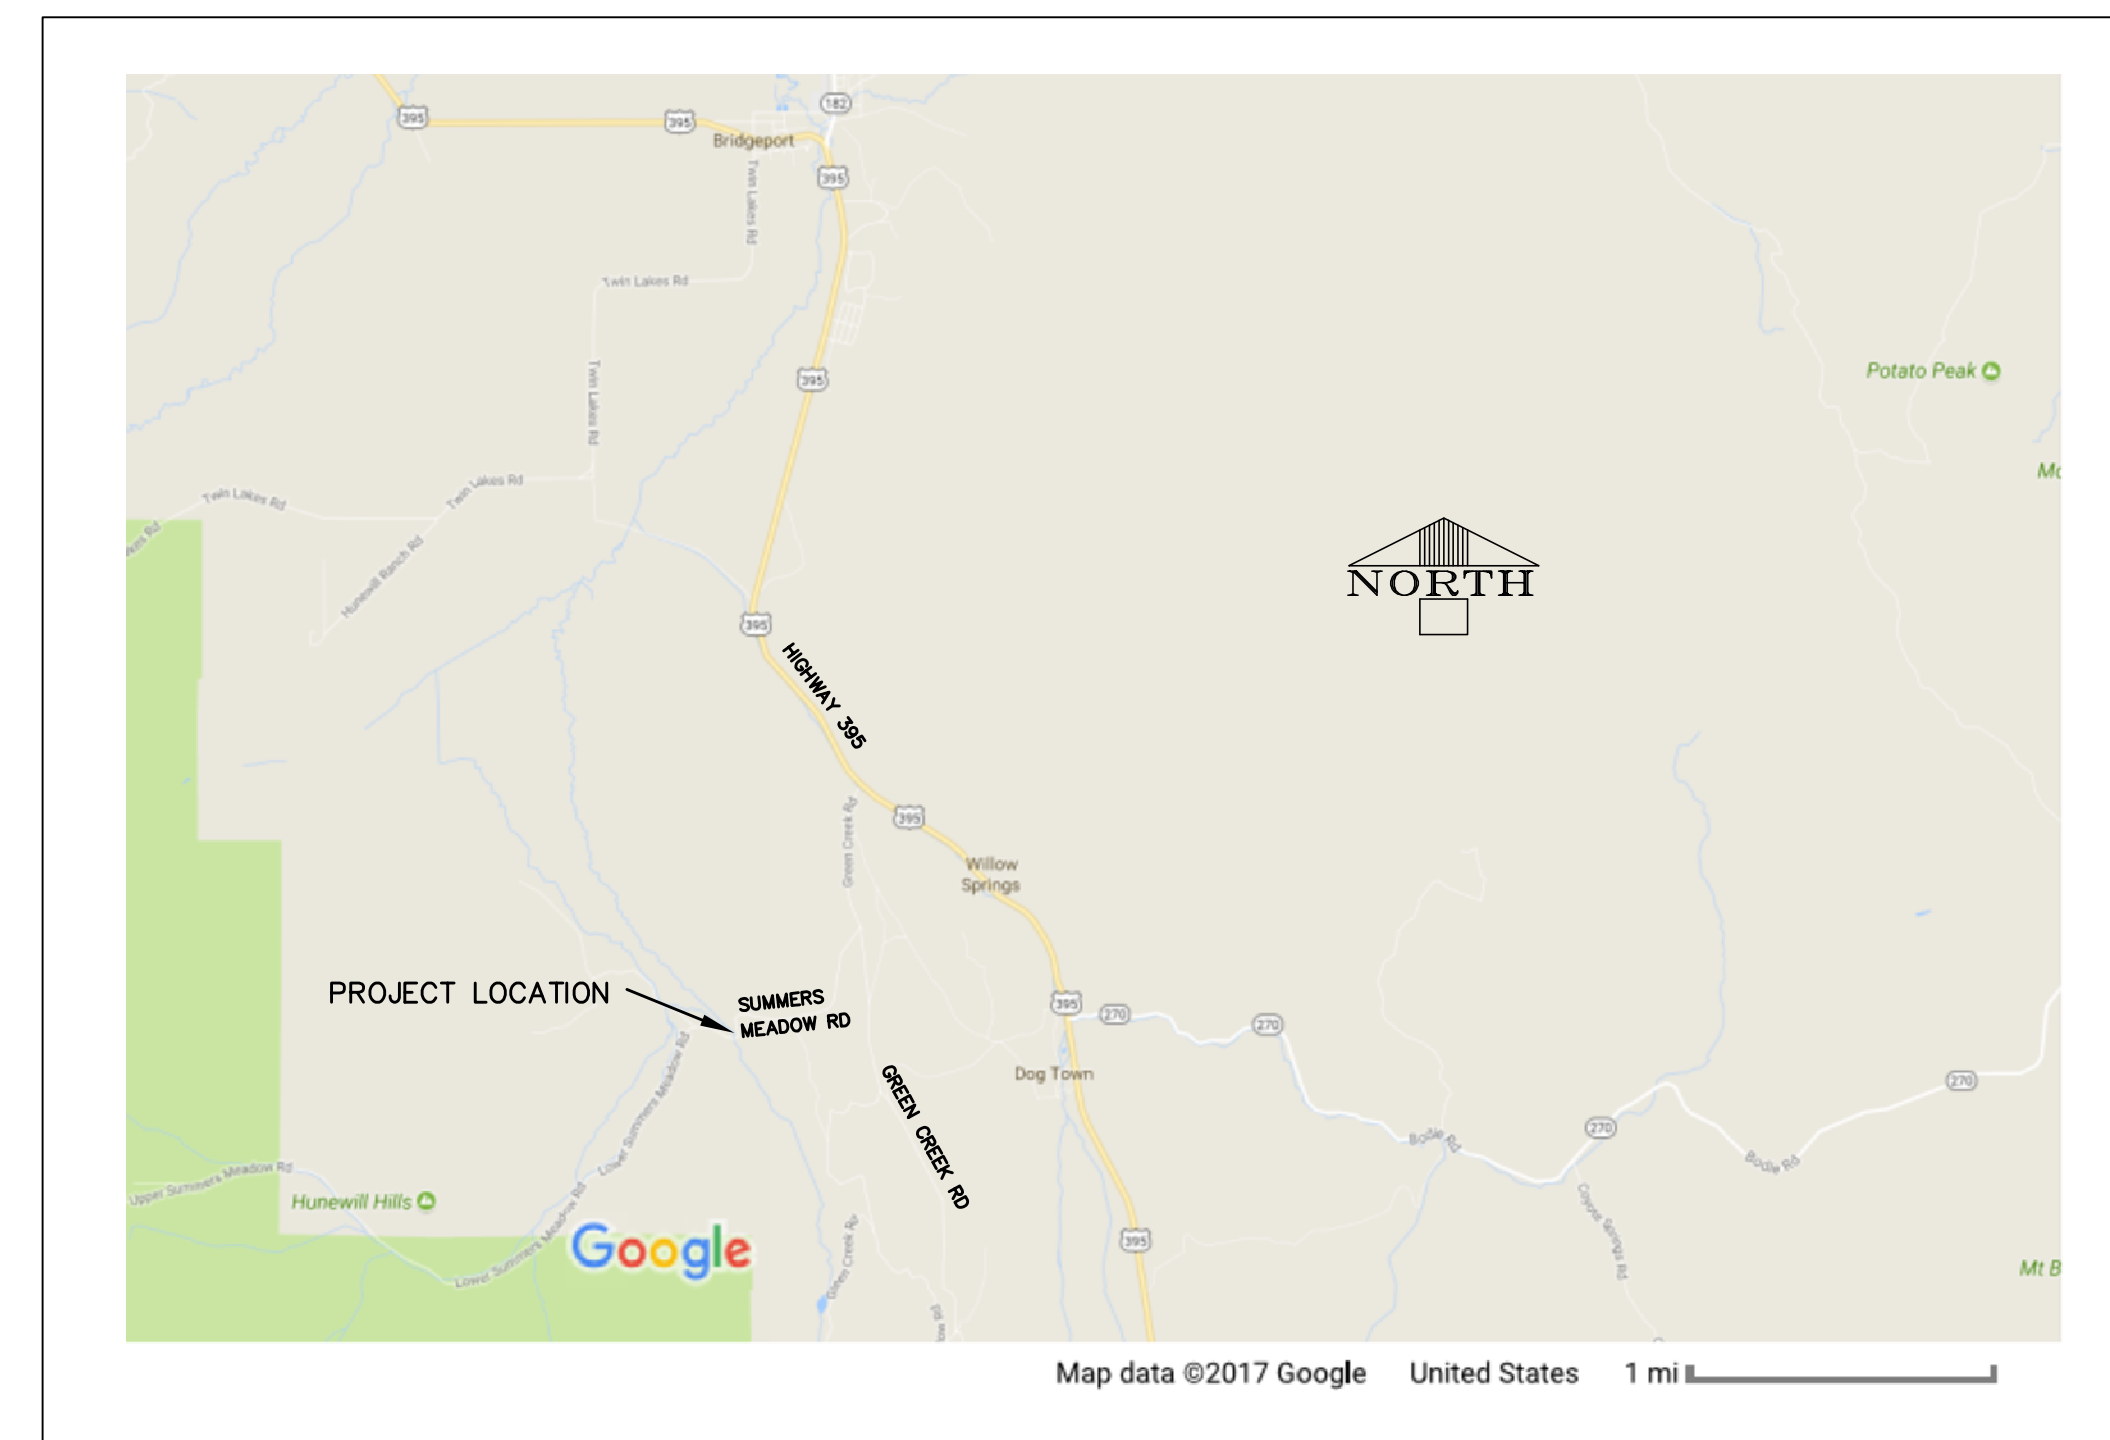 182
395
395
Bridgeport
395
Twin Lakes Rd
Twin Lakes Rd
Potato Peak
395
Twin Lakes Rd
Twin Lakes Rd
Twin Lakes Rd
Hunewill Ranch Rd
NORTH
395
HIGHWAY 395
Green Creek Rd
395
Willow
Springs
PROJECT LOCATION
SUMMERS
MEADOW RD
395
270
270
Dog Town
Lower Summers Meadow Rd
GREEN CREEK RD
270
270
Bodie Rd
Bodie Rd
Upper Summers Meadow Rd
Hunewill Hills
Lower Summers Meadow Rd
Google
Green Creek Rd
395
Coyote Springs Rd
Mt B
Map data ©2017 Google
United States
1 mi